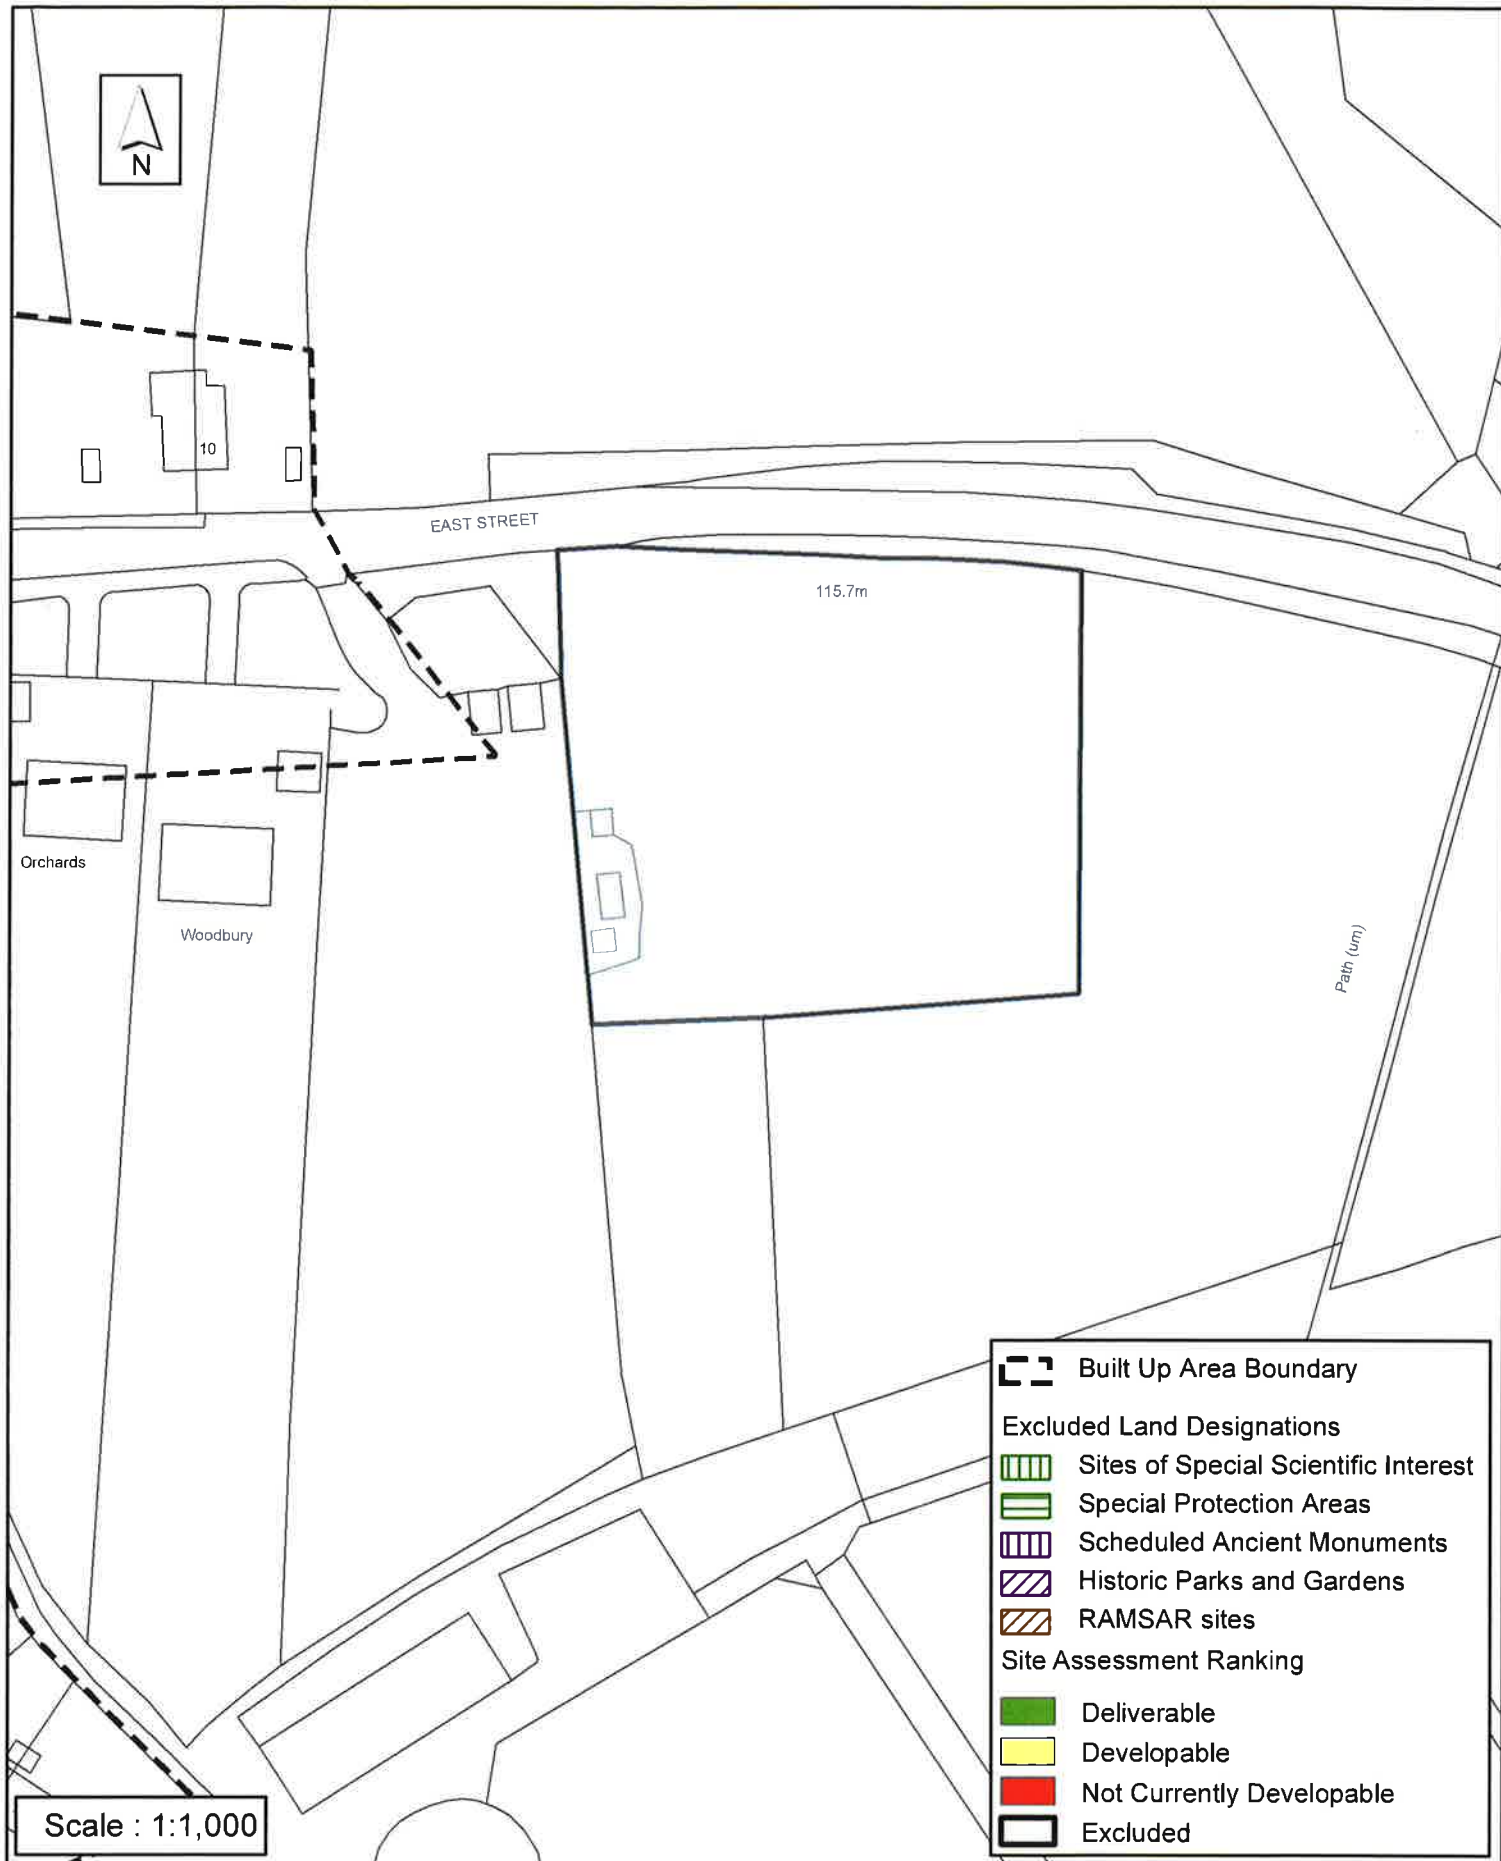 N
10
EAST STREET
115.7m
Orchards
Woodbury
Path (um)
Built Up Area Boundary
Excluded Land Designations
Sites of Special Scientific Interest
Special Protection Areas
Scheduled Ancient Monuments
Historic Parks and Gardens
RAMSAR sites
Site Assessment Ranking
Deliverable
Developable
Not Currently Developable
Excluded
Scale : 1:1,000